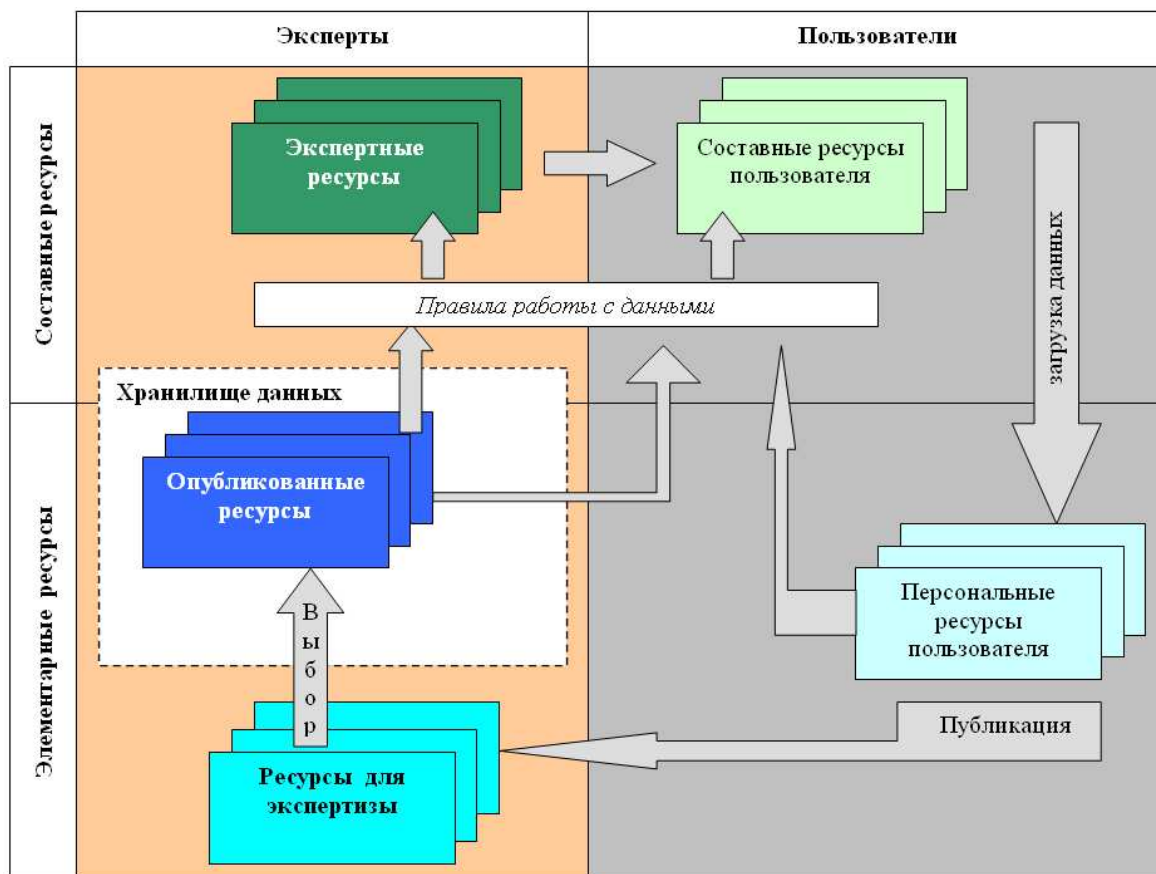 Эксперты
Пользователи
Составные ресурсы
Экспертные
ресурсы
Составные ресурсы
пользователя
Правила работы с данными
загрузка данных
Хранилище данных
Элементарные ресурсы
Опубликованные
ресурсы
Выбор
Персональные
ресурсы
пользователя
Публикация
Ресурсы для
экспертизы